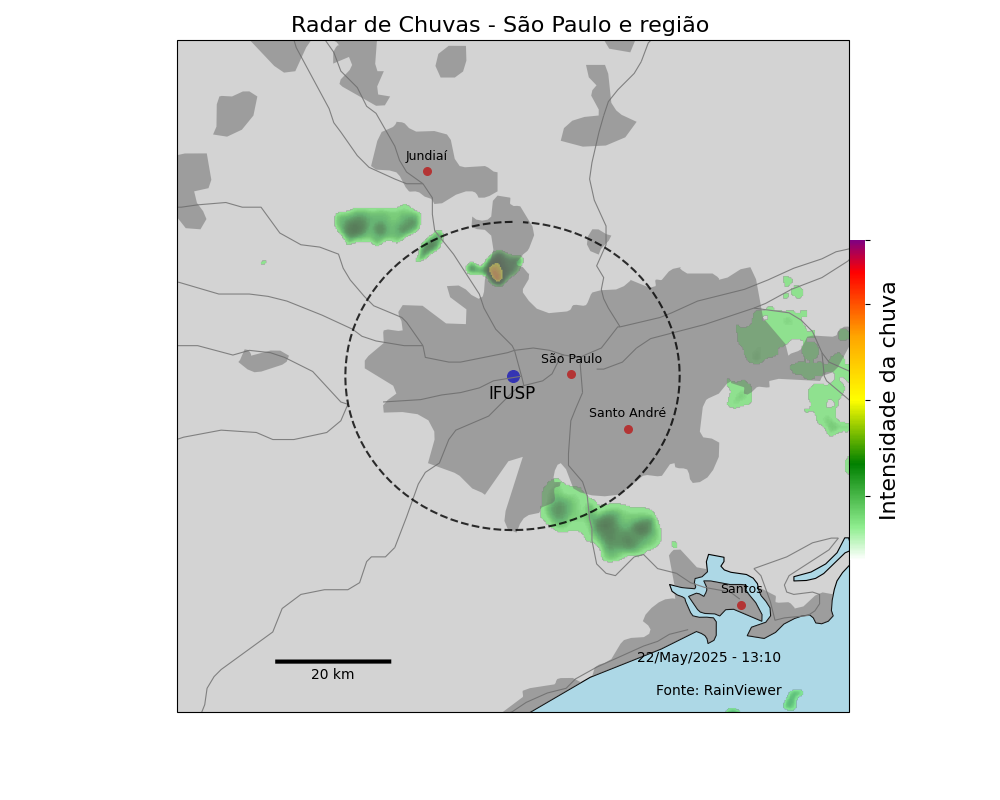 Radar de Chuvas - São Paulo e região
Jundiaí
São Paulo
IFUSP
Santo André
Intensidade da chuva
Santos
22/May/2025 - 13:10
20 km
Fonte: RainViewer